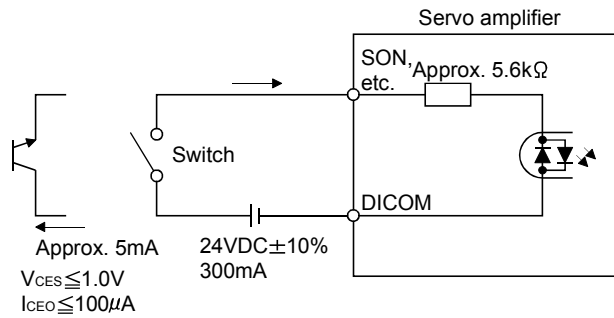 Servo amplifier
SON,
etc.
Approx. 5.6kΩ
Switch
DICOM
Approx. 5mA
VCES≦1.0V
ICEO≦100μA
24VDC±10%
300mA